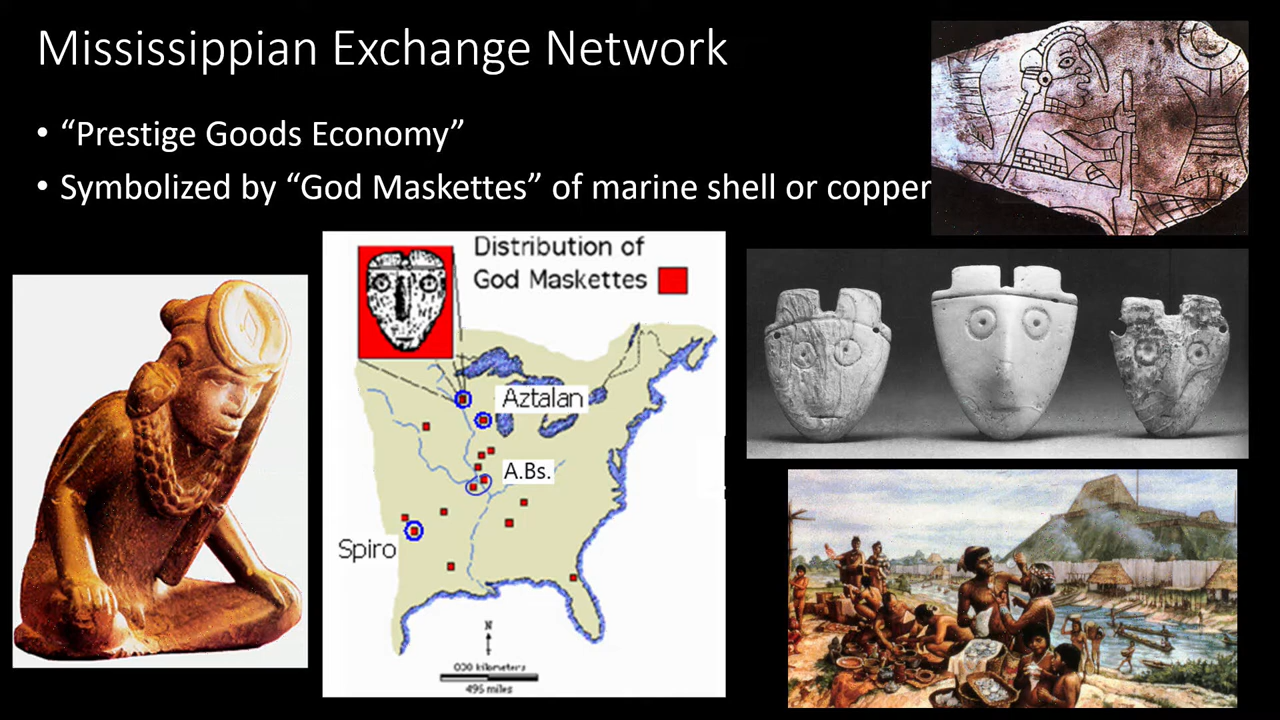 Mississippian Exchange Network
• “Prestige Goods Economy”
• Symbolized by “God Maskettes” of marine shell or copper
Distribution of
God Maskettes
Aztalan
A.Bs.
Spiro
N
kilometers
495 miles